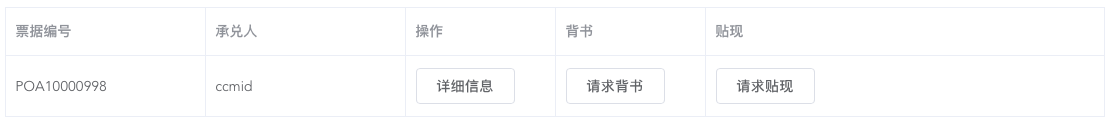 票据编号 承兑人 操作 背书 贴现
POA10000998 ccmid 详细信息 请求背书 请求贴现